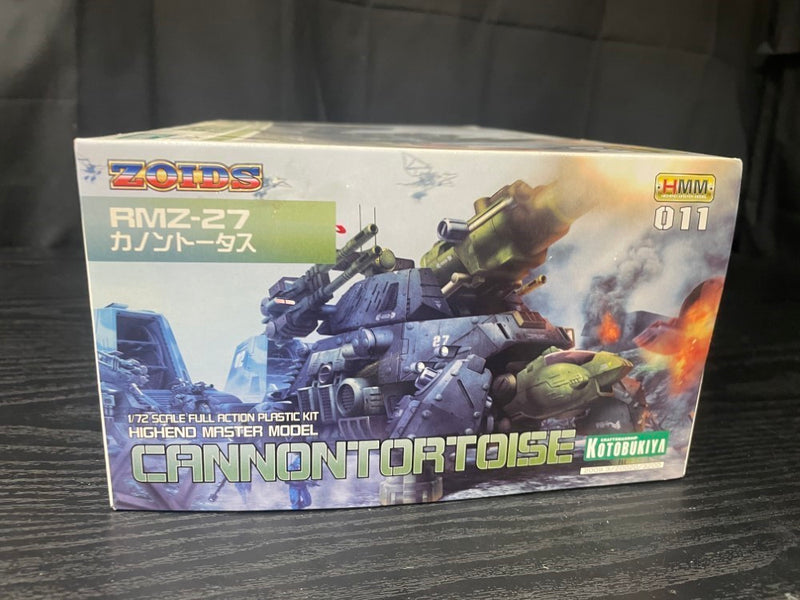 ZOIDS
RMZ-27
カノントータス
HMM
011
27
1/72 SCALE FULL ACTION PLASTIC KIT
HIGHEND MASTER MODEL
CANNONTORTOISE
KOTOBUKIYA